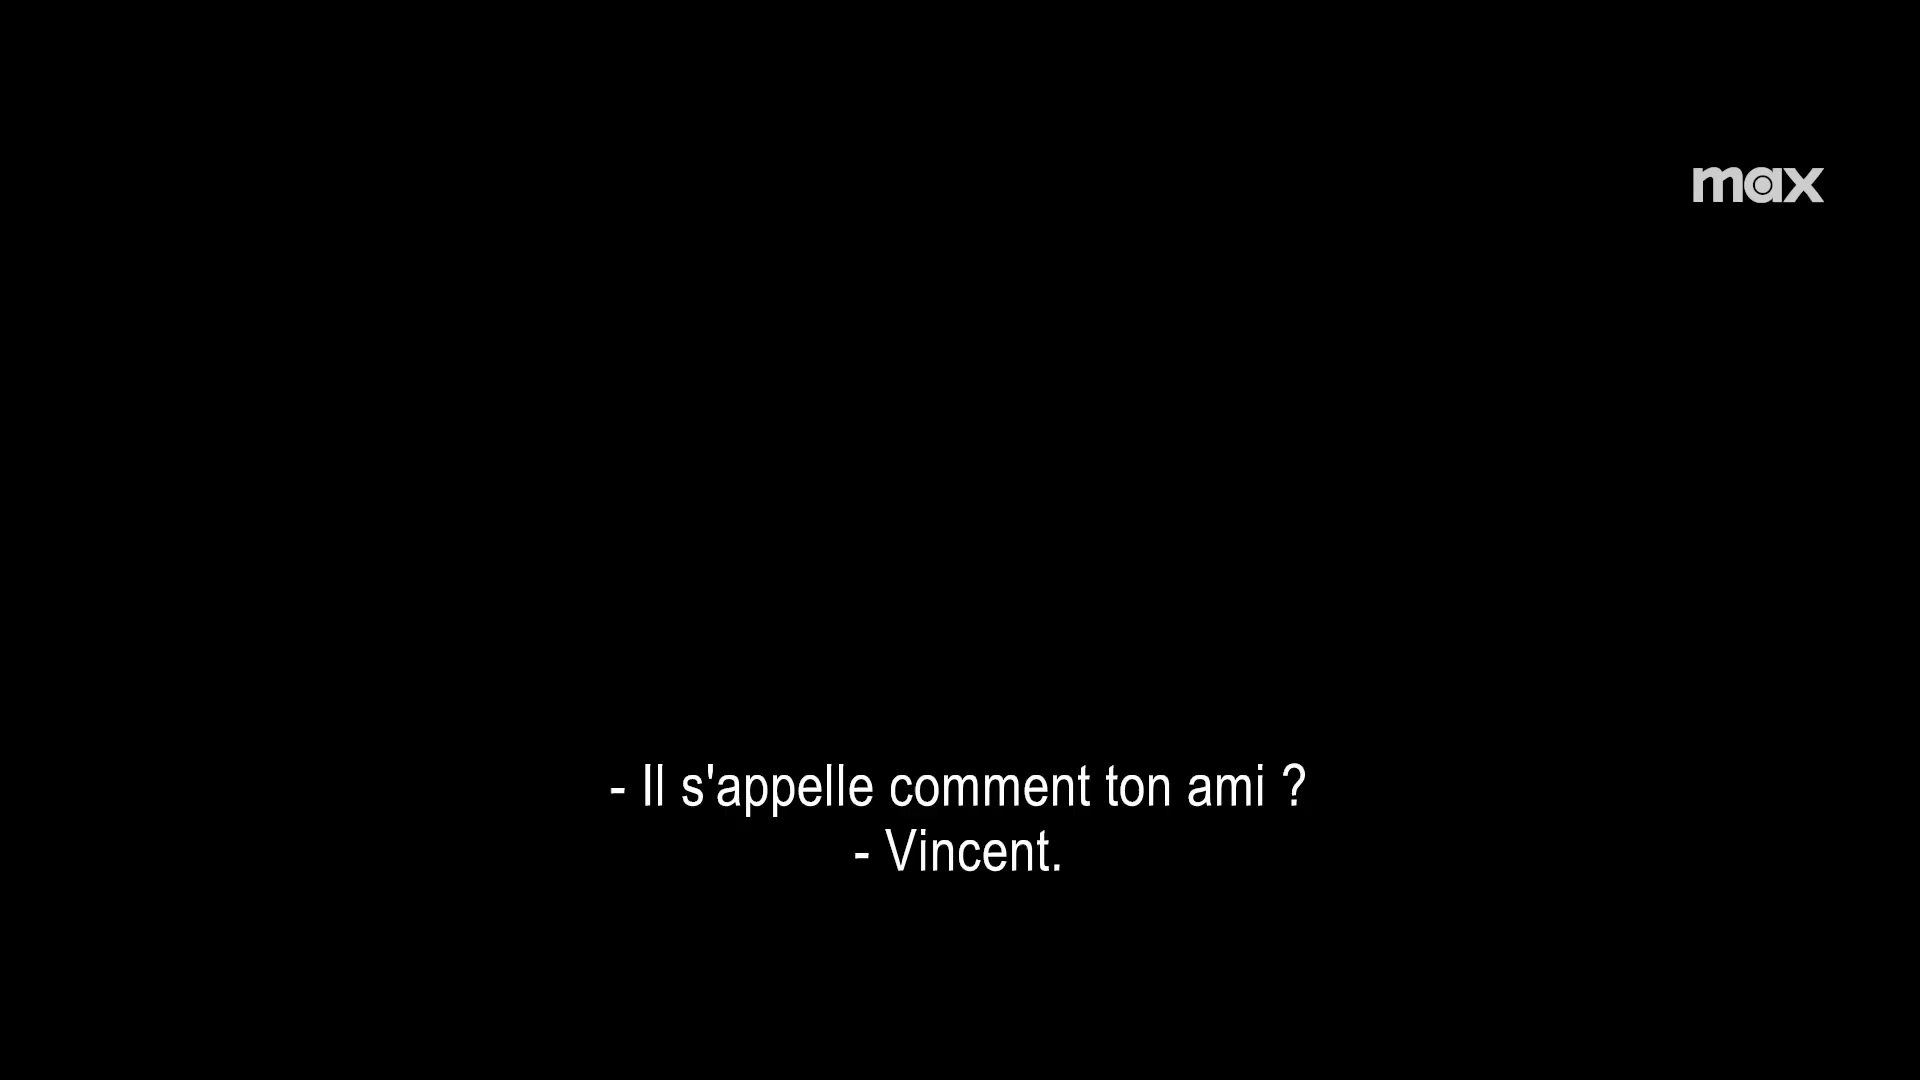 max
- Il s'appelle comment ton ami ?
- Vincent.